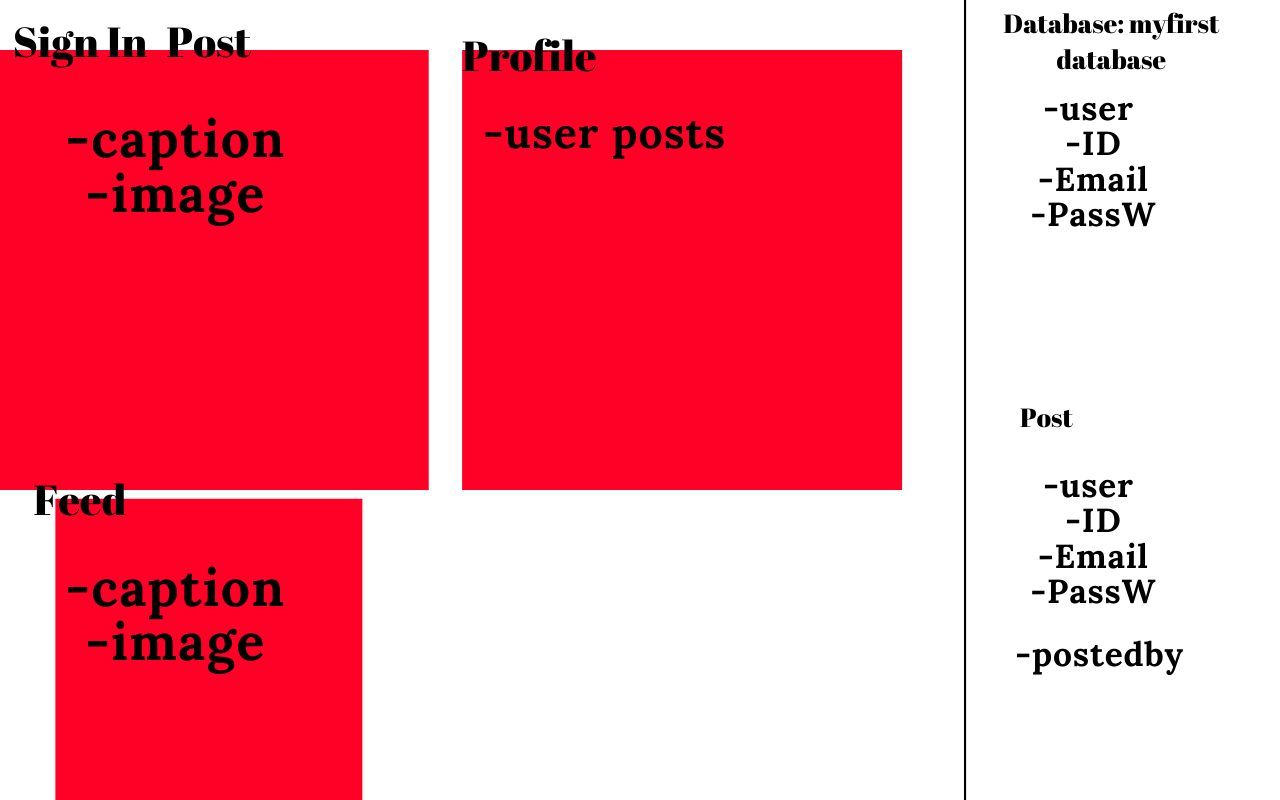 Sign In Post
-caption
-image
Profile
-user posts
Feed
-caption
-image
Database: myfirst
database
-user
-ID
-Email
-PassW
Post
-user
-ID
-Email
-PassW
-postedby